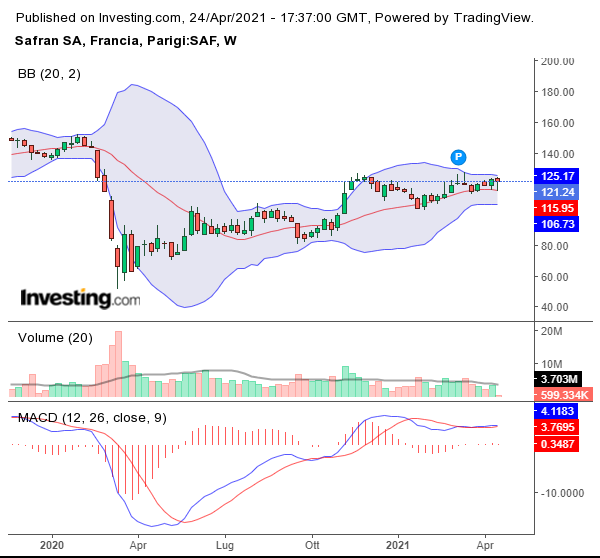 Published on Investing.com, 24/Apr/2021 - 17:37:00 GMT, Powered by TradingView.
Safran SA, Francia, Parigi:SAF, W
BB (20, 2)
200.00
180.00
160.00
140.00
P
125.17
121.24
115.95
106.73
80.00
60.00
40.00
Investing.com
Volume (20)
20M
10M
3.703M
599.334K
MACD (12, 26, close, 9)
4.1183
3.7695
0.3487
-10.0000
2020
Apr
Lug
Ott
2021
Apr